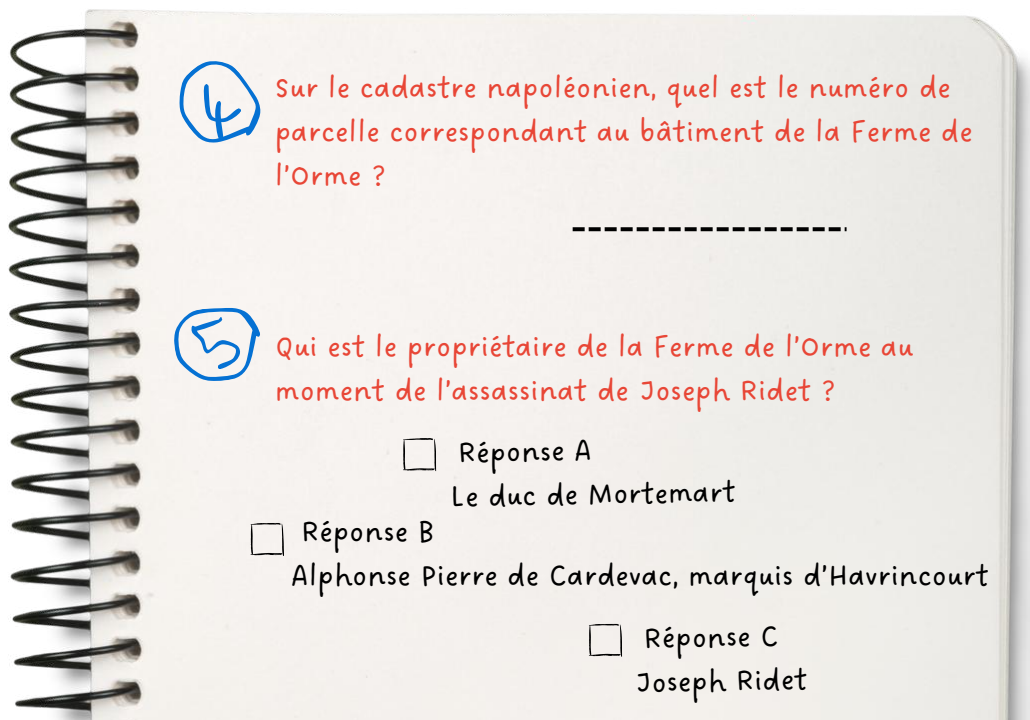 4
Sur le cadastre napoléonien, quel est le numéro de
parcelle correspondant au bâtiment de la Ferme de
l'Orme ?
5
Qui est le propriétaire de la Ferme de l'Orme au
moment de l'assassinat de Joseph Ridet ?
Réponse A
Le duc de Mortemart
Réponse B
Alphonse Pierre de Cardevac, marquis d'Havrincourt
Réponse C
Joseph Ridet